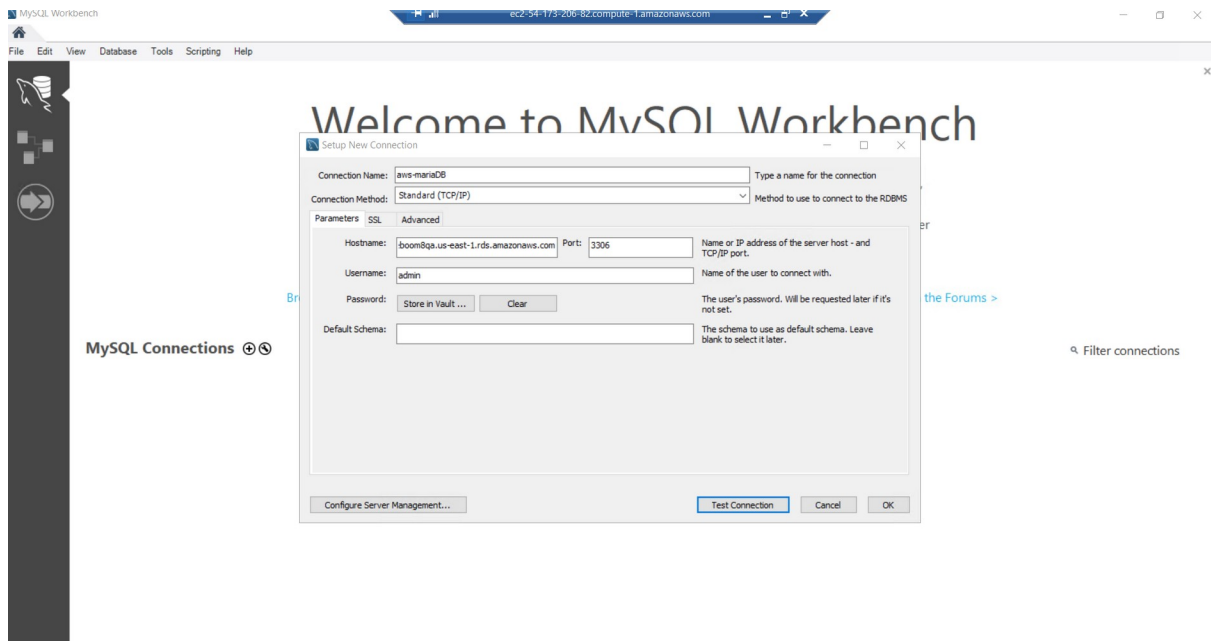 MySQL Workbench
ec2-54-173-206-82.compute-1.amazonaws.com
File Edit View Database Tools Scripting Help
Welcome to MySQL Workbench
Setup New Connection
Connection Name: aws-mariaDB Type a name for the connection
Connection Method: Standard (TCP/IP) Method to use to connect to the RDBMS
Parameters SSL Advanced
Hostname: boom8qa.us-east-1.rds.amazonaws.com Port: 3306 Name or IP address of the server host - and
TCP/IP port.
Username: admin Name of the user to connect with.
Password: Store in Vault ... Clear The user's password. Will be requested later if it's
not set.
the Forums >
Default Schema: The schema to use as default schema. Leave
blank to select it later.
MySQL Connections
Filter connections
Configure Server Management... Test Connection Cancel OK